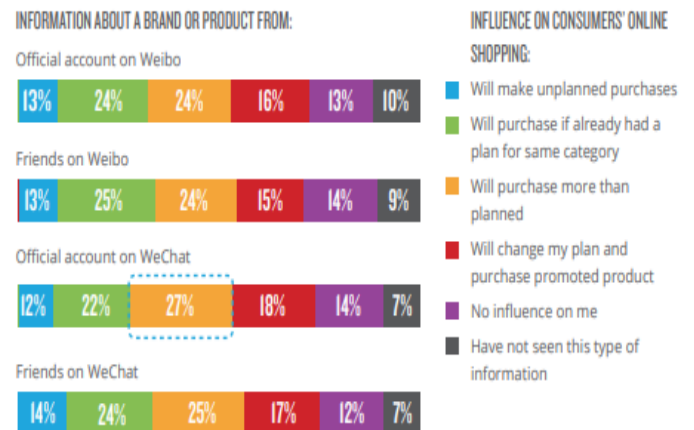 INFORMATION ABOUT A BRAND OR PRODUCT FROM:
Official account on Weibo
13% 24% 24% 16% 13% 10%
Friends on Weibo
13% 25% 24% 15% 14% 9%
Official account on WeChat
12% 22% 27% 18% 14% 7%
Friends on WeChat
14% 24% 25% 17% 12% 7%
INFLUENCE ON CONSUMERS' ONLINE
SHOPPING:
Will make unplanned purchases
Will purchase if already had a
plan for same category
Will purchase more than
planned
Will change my plan and
purchase promoted product
No influence on me
Have not seen this type of
information